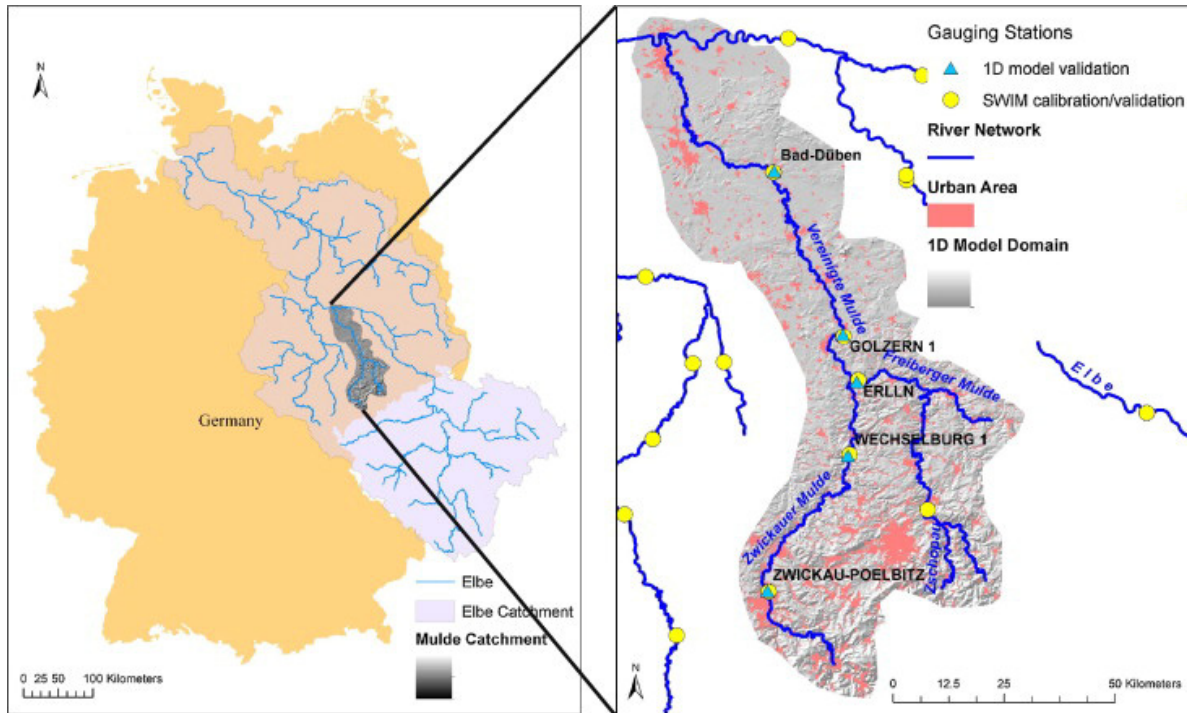 N
Germany
Elbe
Elbe Catchment
Mulde Catchment
0 25 50 100 Kilometers
Gauging Stations
1D model validation
SWIM calibration/validation
River Network
Urban Area
1D Model Domain
Bad-Düben
Vereinigte Mulde
GOLZERN 1
Freiberger Mulde
ERLLN
Elbe
WECHSELBURG 1
Zwickauer Mulde
Zschopau
ZWICKAU-POELBITZ
N
0 12.5 25 50 Kilometers